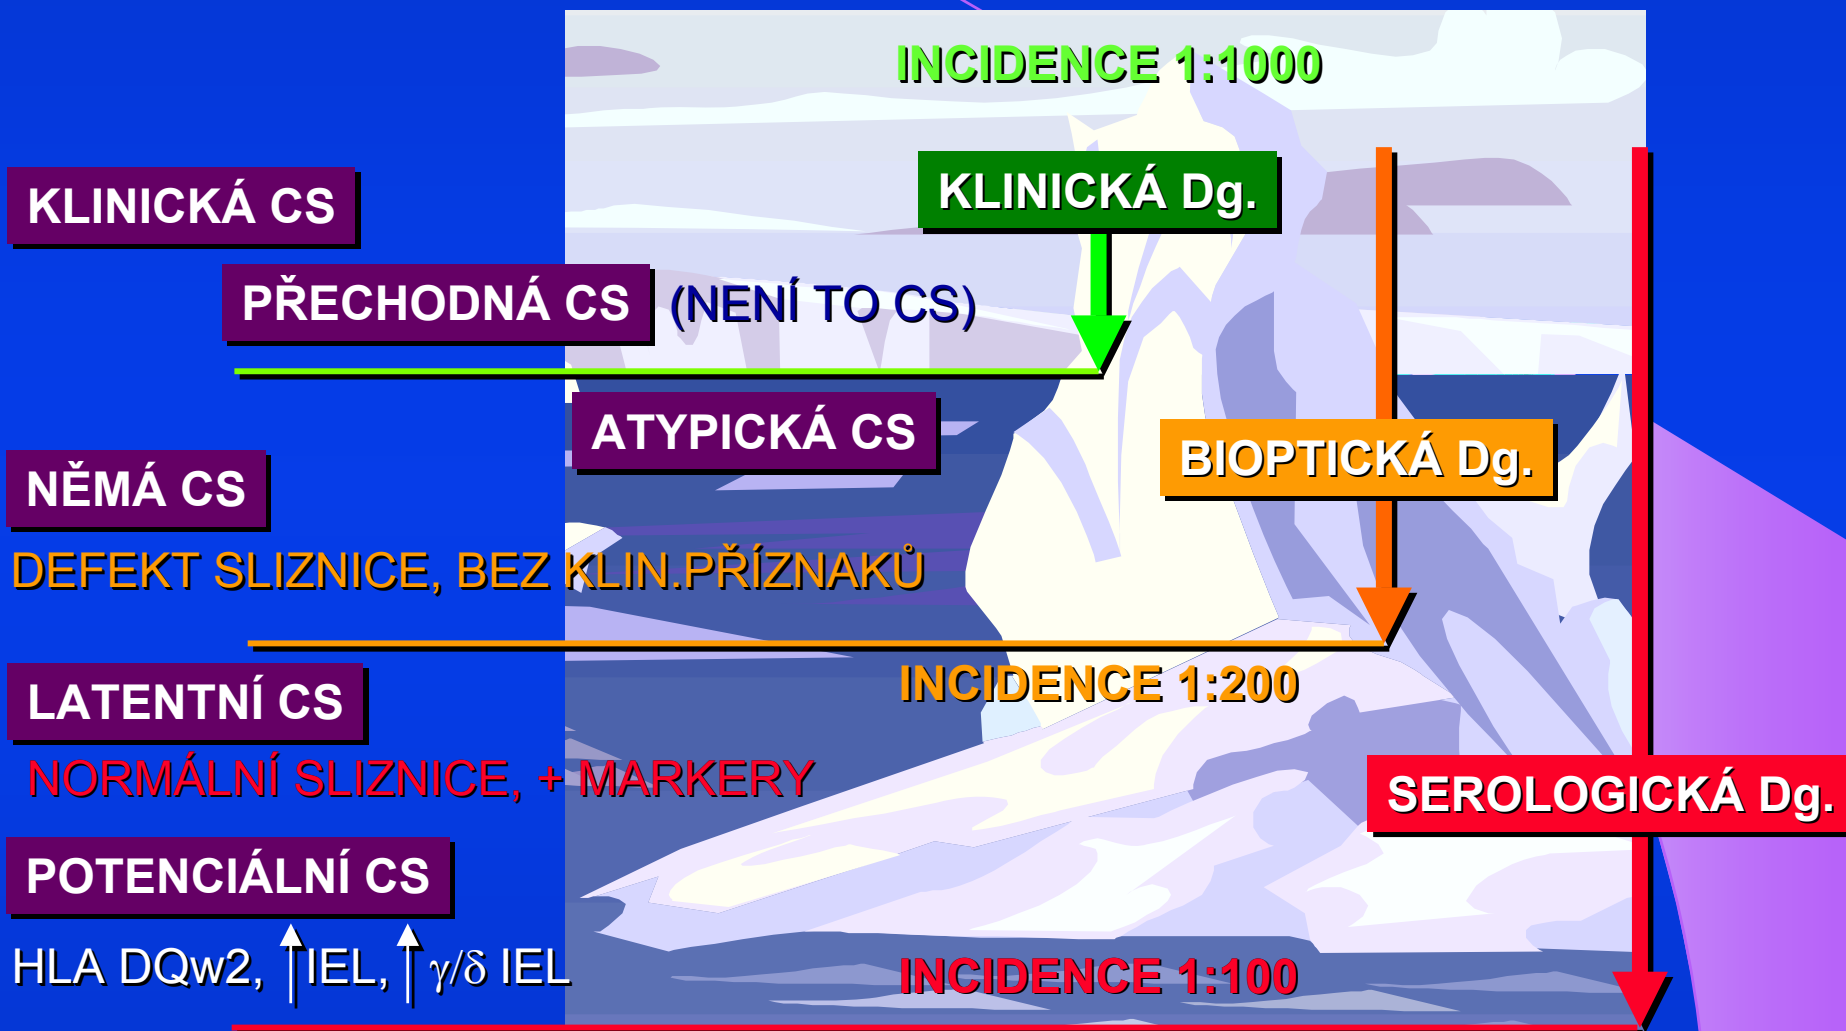 INCIDENCE 1:1000
KLINICKÁ CS
KLINICKÁ Dg.
PŘECHODNÁ CS (NENÍ TO CS)
ATYPICKÁ CS
BIOPTICKÁ Dg.
NĚMÁ CS
DEFEKT SLIZNICE, BEZ KLIN.PŘÍZNAKŮ
INCIDENCE 1:200
LATENTNÍ CS
NORMÁLNÍ SLIZNICE, + MARKERY
SEROLOGICKÁ Dg.
POTENCIÁLNÍ CS
HLA DQw2, ↑IEL,↑ γ/δ IEL
INCIDENCE 1:100